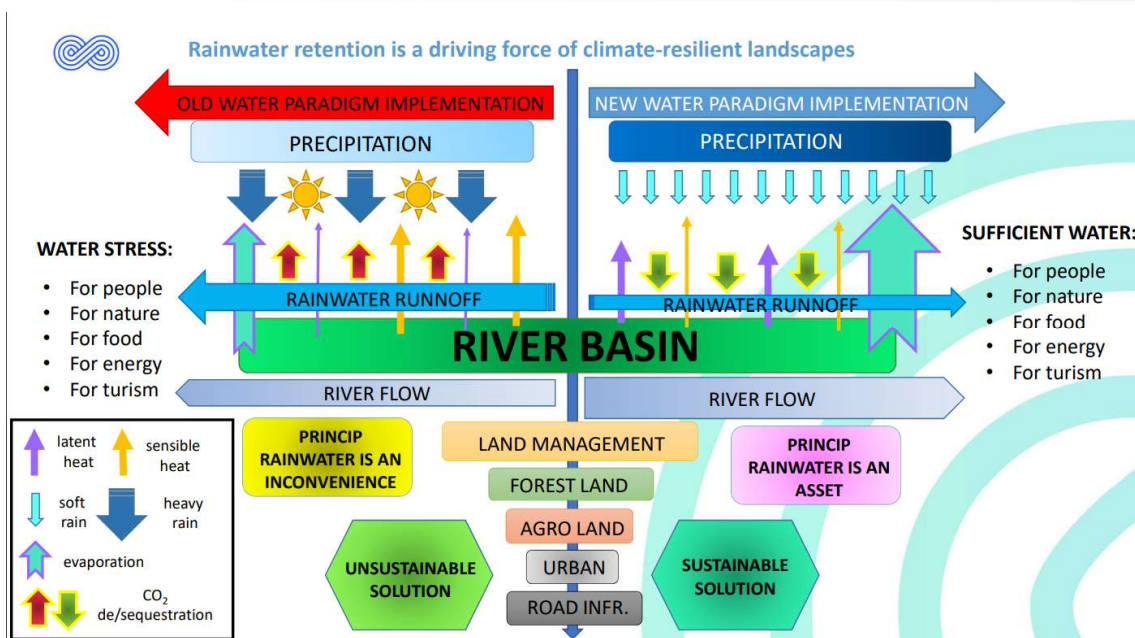 Rainwater retention is a driving force of climate-resilient landscapes
OLD WATER PARADIGM IMPLEMENTATION
PRECIPITATION
NEW WATER PARADIGM IMPLEMENTATION
PRECIPITATION
WATER STRESS:
• For people
• For nature
• For food
• For energy
• For turism
RAINWATER RUNNOFF
RAINWATER RUNNOFF
SUFFICIENT WATER:
• For people
• For nature
• For food
• For energy
• For turism
RIVER BASIN
RIVER FLOW
RIVER FLOW
PRINCIP
RAINWATER IS AN
INCONVENIENCE
LAND MANAGEMENT
FOREST LAND
AGRO LAND
URBAN
ROAD INFR.
PRINCIP
RAINWATER IS AN
ASSET
UNSUSTAINABLE
SOLUTION
SUSTAINABLE
SOLUTION
latent
heat
sensible
heat
soft
rain
heavy
rain
evaporation
CO2
de/sequestration